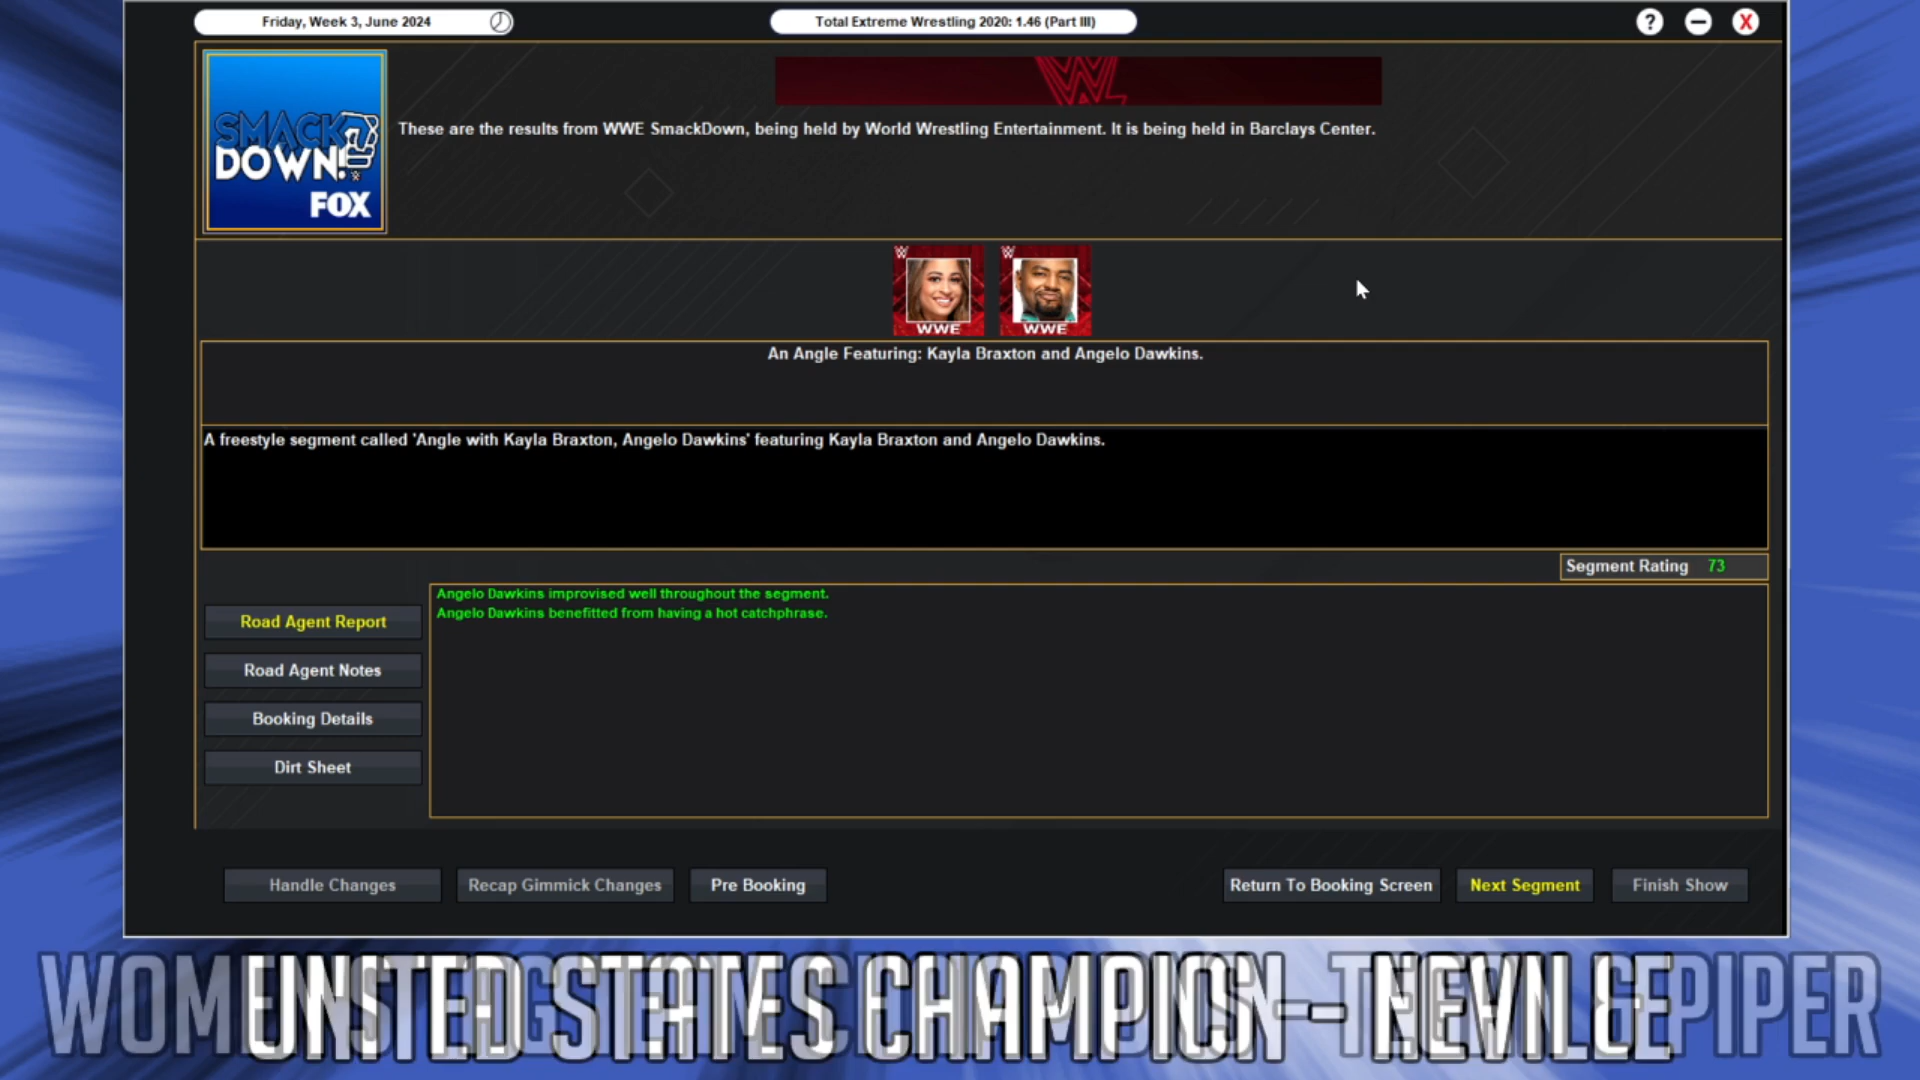 Friday, Week 3, June 2024
Total Extreme Wrestling 2020: 1.46 (Part III)
?
X
SMACK
DOWN!
FOX
These are the results from WWE SmackDown, being held by World Wrestling Entertainment. It is being held in Barclays Center.
WWE
WWE
An Angle Featuring: Kayla Braxton and Angelo Dawkins.
A freestyle segment called 'Angle with Kayla Braxton, Angelo Dawkins' featuring Kayla Braxton and Angelo Dawkins.
Segment Rating 73
Angelo Dawkins improvised well throughout the segment.
Angelo Dawkins benefitted from having a hot catchphrase.
Road Agent Report
Road Agent Notes
Booking Details
Dirt Sheet
Handle Changes
Recap Gimmick Changes
Pre Booking
Return To Booking Screen
Next Segment
Finish Show
UNITED STATES CHAMPION - NEVILLE